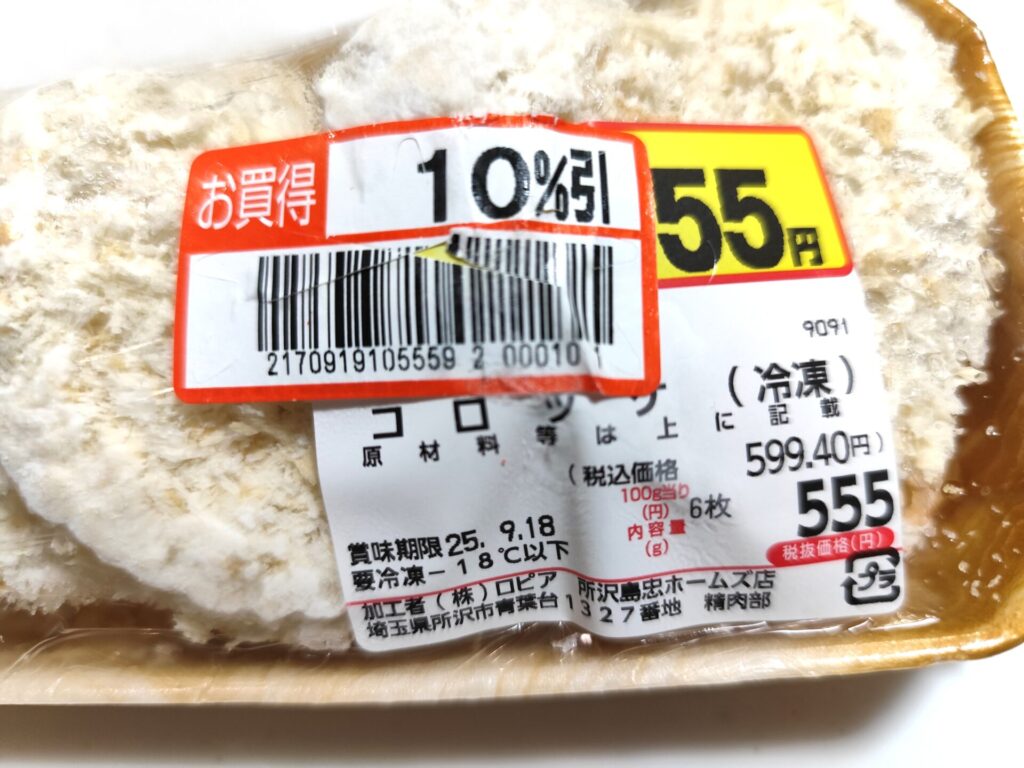 お買得 10%引
2170919105559 2 000101
55円
9091
コロッケ (冷凍)
原材料等は上に記載
(税込価格 599.40円)
100g当り(円) 6枚 555
内容量(g) 税抜価格(円)
賞味期限25. 9.18
要冷凍-18℃以下
プラ
加工者(株)ロピア 所沢島忠ホームズ店
埼玉県所沢市青葉台1327番地 精肉部